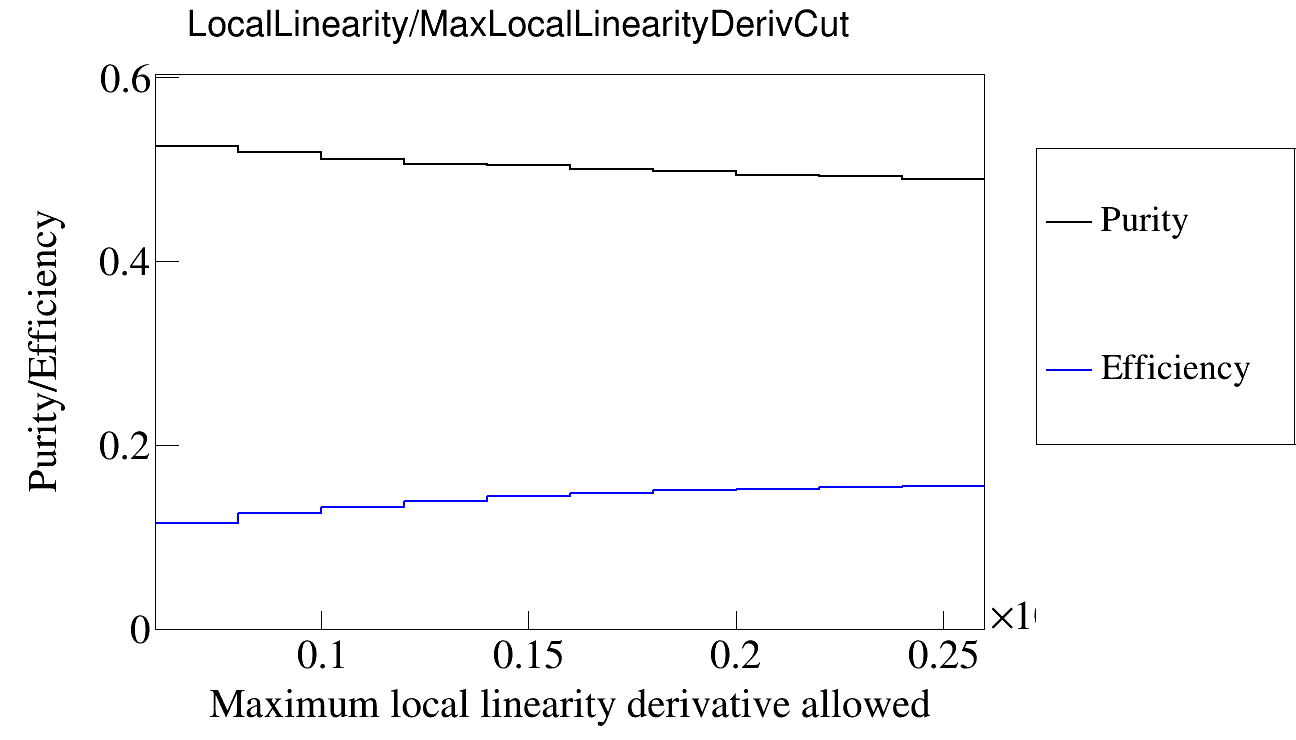 LocalLinearity/MaxLocalLinearityDerivCut
0.6
0.4
0.2
0
Purity/Efficiency
0.1 0.15 0.2 0.25
Maximum local linearity derivative allowed
Purity
Efficiency